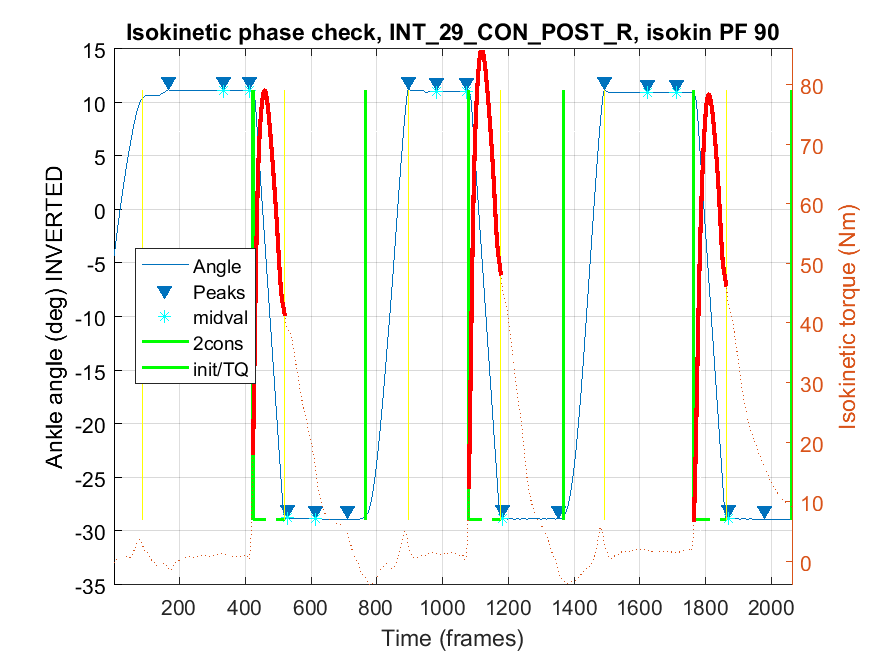 Isokinetic phase check, INT_29_CON_POST_R, isokin PF 90
15
10
5
0
-5
-10
-15
-20
-25
-30
-35
Ankle angle (deg) INVERTED
Angle
Peaks
midval
2cons
init/TQ
80
70
60
50
40
30
20
10
0
Isokinetic torque (Nm)
200 400 600 800 1000 1200 1400 1600 1800 2000
Time (frames)